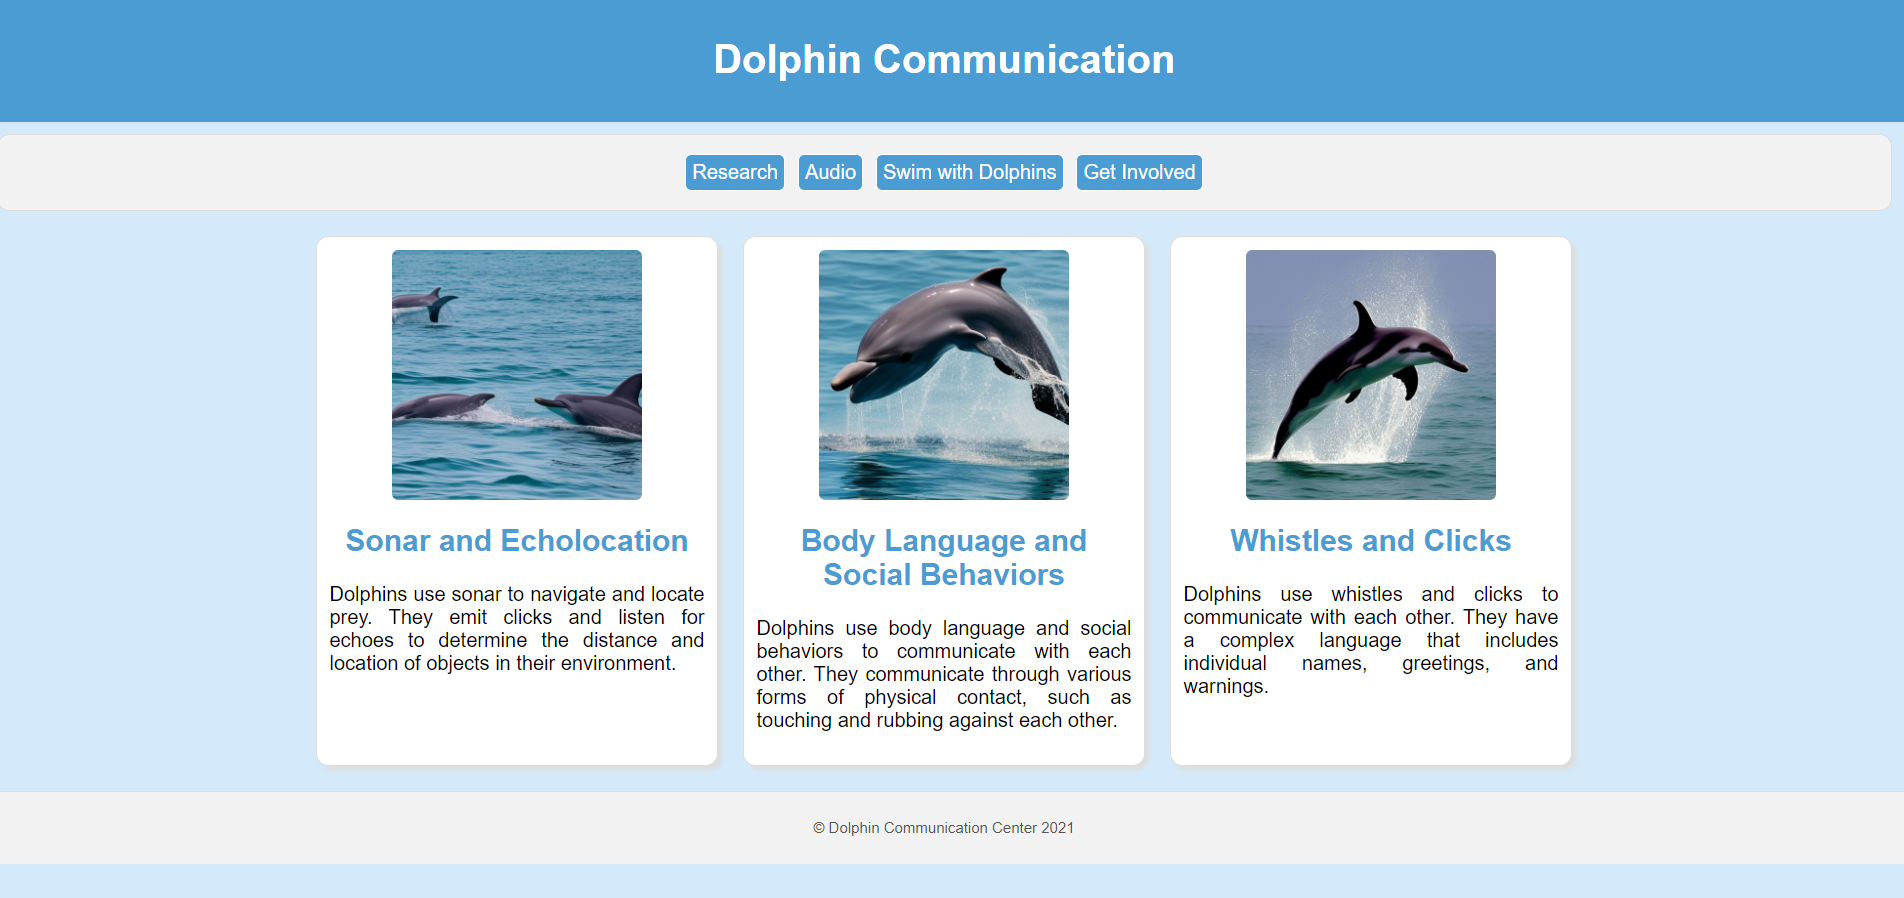 Dolphin Communication
Research Audio Swim with Dolphins Get Involved
Sonar and Echolocation
Dolphins use sonar to navigate and locate
prey. They emit clicks and listen for
echoes to determine the distance and
location of objects in their environment.
Body Language and
Social Behaviors
Dolphins use body language and social
behaviors to communicate with each
other. They communicate through various
forms of physical contact, such as
touching and rubbing against each other.
Whistles and Clicks
Dolphins use whistles and clicks to
communicate with each other. They have
a complex language that includes
individual names, greetings, and
warnings.
© Dolphin Communication Center 2021